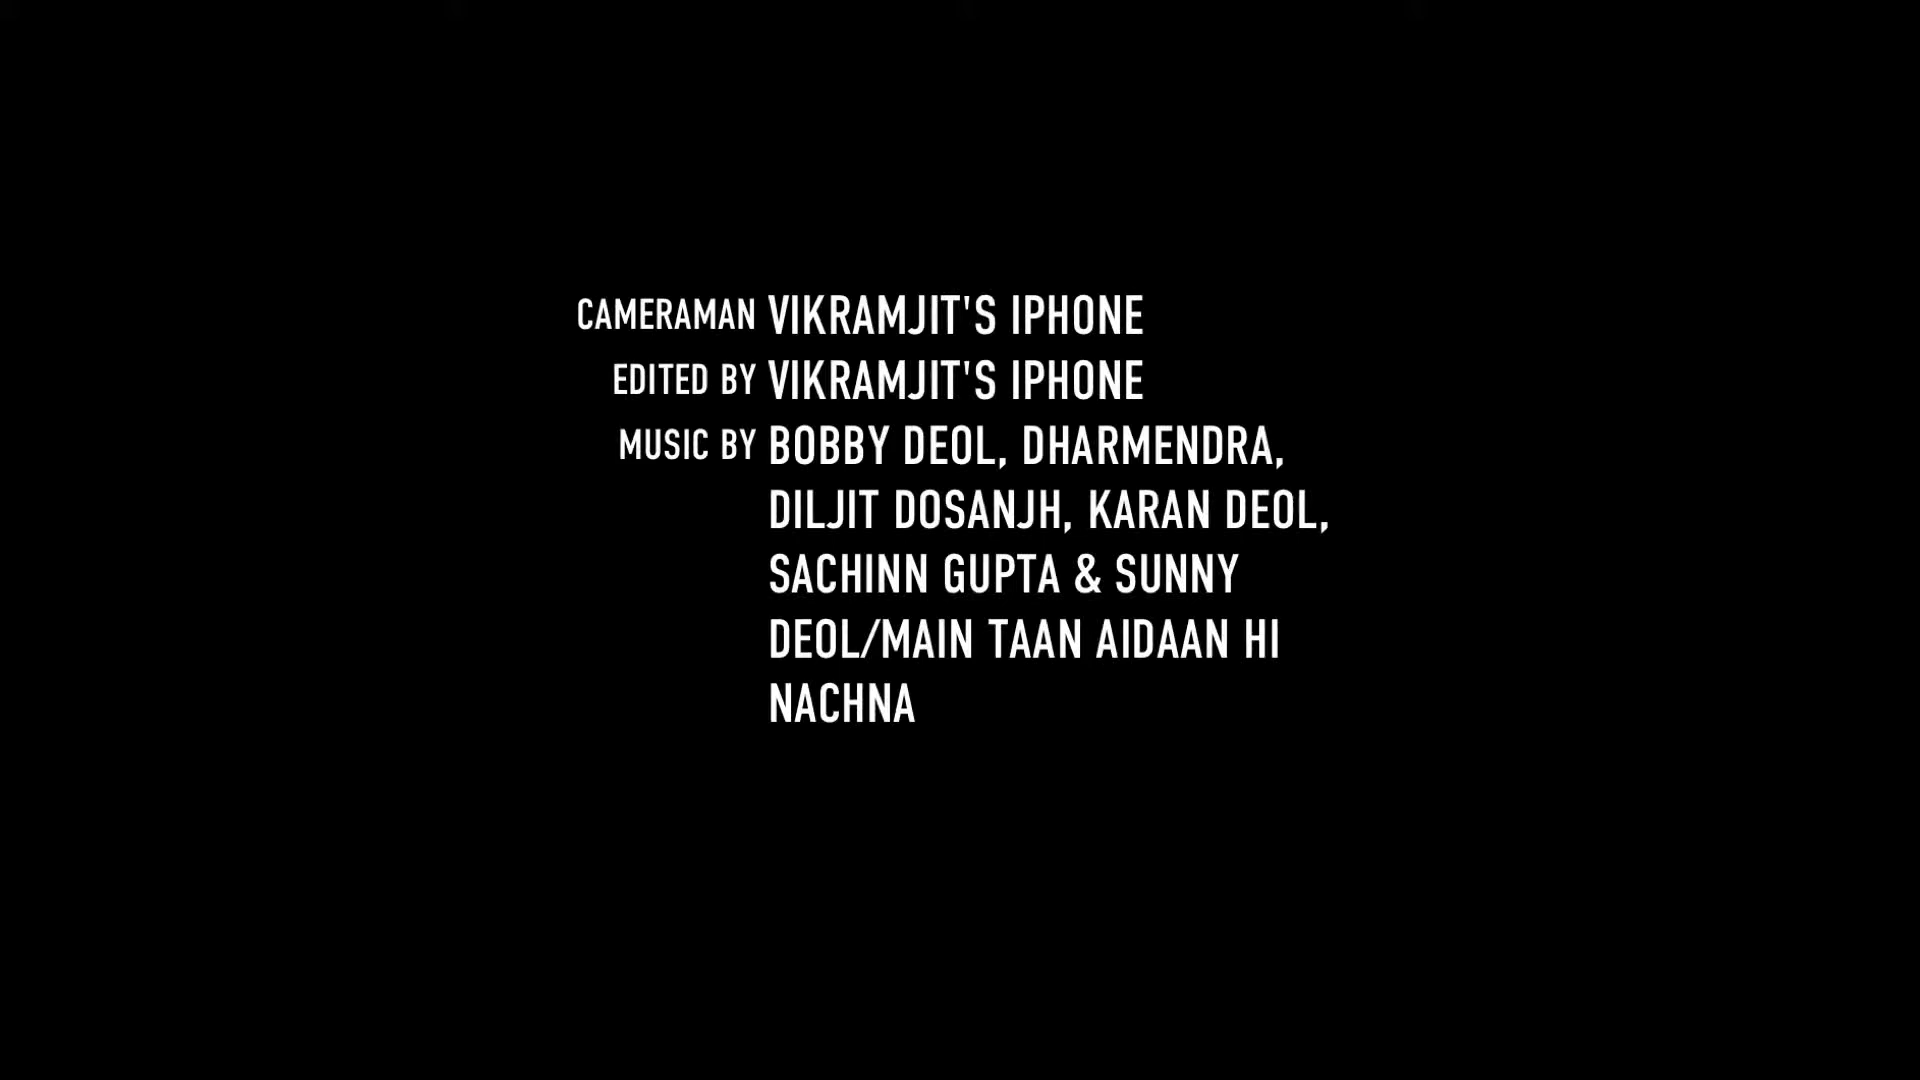 CAMERAMAN VIKRAMJIT'S IPHONE
EDITED BY VIKRAMJIT'S IPHONE
MUSIC BY BOBBY DEOL, DHARMENDRA,
DILJIT DOSANJH, KARAN DEOL,
SACHINN GUPTA & SUNNY
DEOL/MAIN TAAN AIDAAN HI
NACHNA